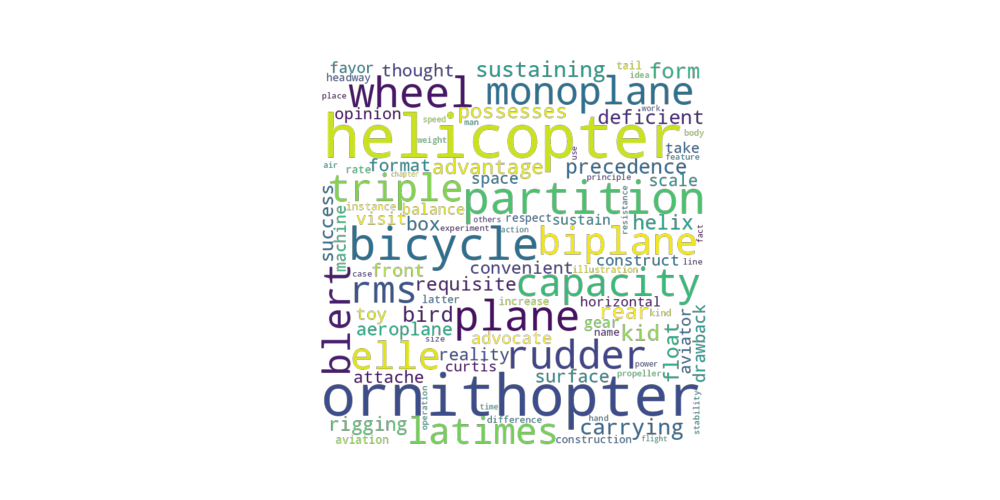 favor thought sustaining tail form
headway idea
place wheel monoplane
opinion possesses work deficient
speed man body
helicopter
weight take
use feature
air rate format advantage precedence
chapter space principle scale
triple partition
instance balance resistance
visit box others respect sustain helix
success machine experiment action fact
bicycle biplane
case front convenient illustration construct line
rms requisite capacity
latter increase horizontal
blert toy bird plane rear kind
aeroplane gear name kid
size advocate float aviator drawback
elle reality rudder power
curtis propeller
attache surface
ornithopter
operation time stability
rigging latimes difference hand carrying
aviation construction flight